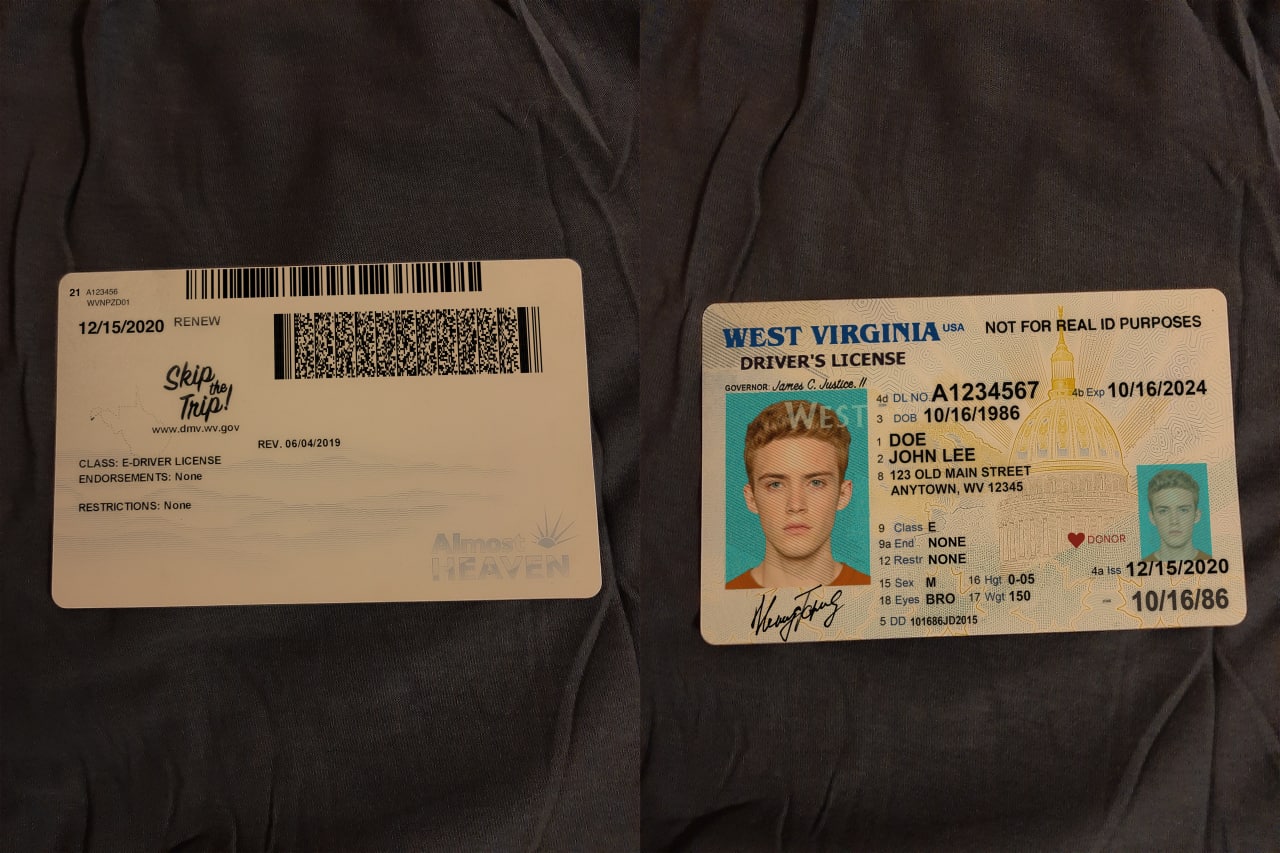 21 A123456
WVNPZD01
12/15/2020 RENEW
Skip
the
Trip!
www.dmv.wv.gov
REV. 06/04/2019
CLASS: E-DRIVER LICENSE
ENDORSEMENTS: None
RESTRICTIONS: None
Almost
HEAVEN
WEST VIRGINIA USA NOT FOR REAL ID PURPOSES
DRIVER'S LICENSE
GOVERNOR: James C. Justice, II
WEST
4d DL NO. A1234567 4b Exp 10/16/2024
3 DOB 10/16/1986
1 DOE
2 JOHN LEE
8 123 OLD MAIN STREET
ANYTOWN, WV 12345
9 Class E
9a End NONE
12 Restr NONE
DONOR
4a Iss 12/15/2020
15 Sex M 16 Hgt 0-05
18 Eyes BRO 17 Wgt 150
10/16/86
5 DD 101686JD2015